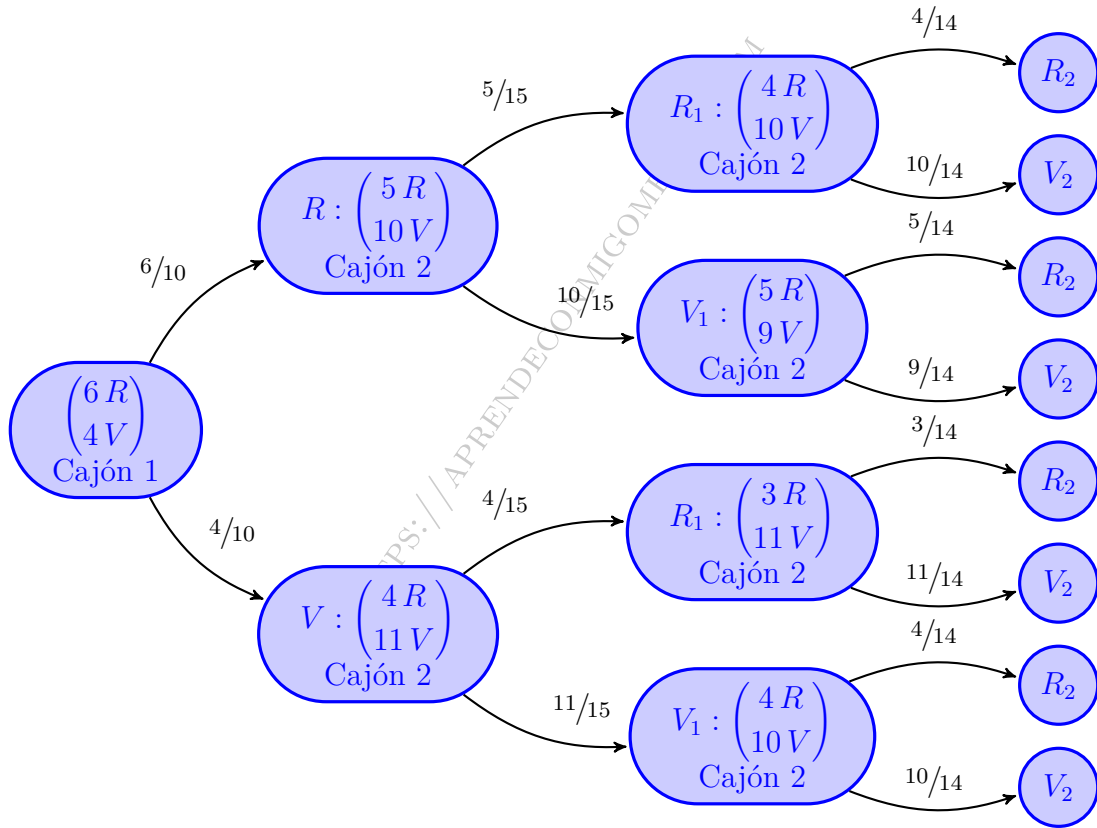 4/14
R₂
5/15
R₁ : (4 R
10 V)
Cajón 2
10/14
V₂
R : (5 R
10 V)
Cajón 2
5/14
R₂
6/10
10/15
V₁ : (5 R
9 V)
Cajón 2
9/14
V₂
(6 R
4 V)
Cajón 1
3/14
R₂
4/10
4/15
R₁ : (3 R
11 V)
Cajón 2
11/14
V₂
V : (4 R
11 V)
Cajón 2
4/14
R₂
11/15
V₁ : (4 R
10 V)
Cajón 2
10/14
V₂